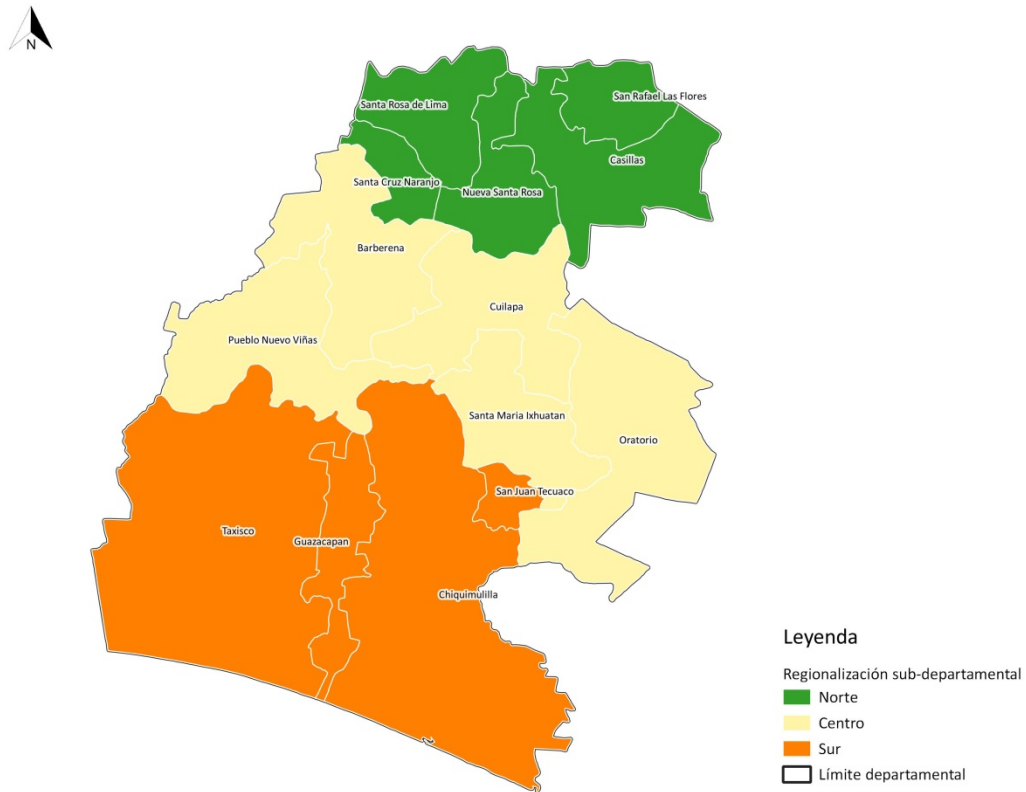 N
Santa Rosa de Lima
San Rafael Las Flores
Casillas
Santa Cruz Naranjo
Nueva Santa Rosa
Barberena
Cuilapa
Pueblo Nuevo Viñas
Santa Maria Ixhuatan
Oratorio
San Juan Tecuaco
Taxisco
Guazacapan
Chiquimulilla
Leyenda
Regionalización sub-departamental
Norte
Centro
Sur
Límite departamental